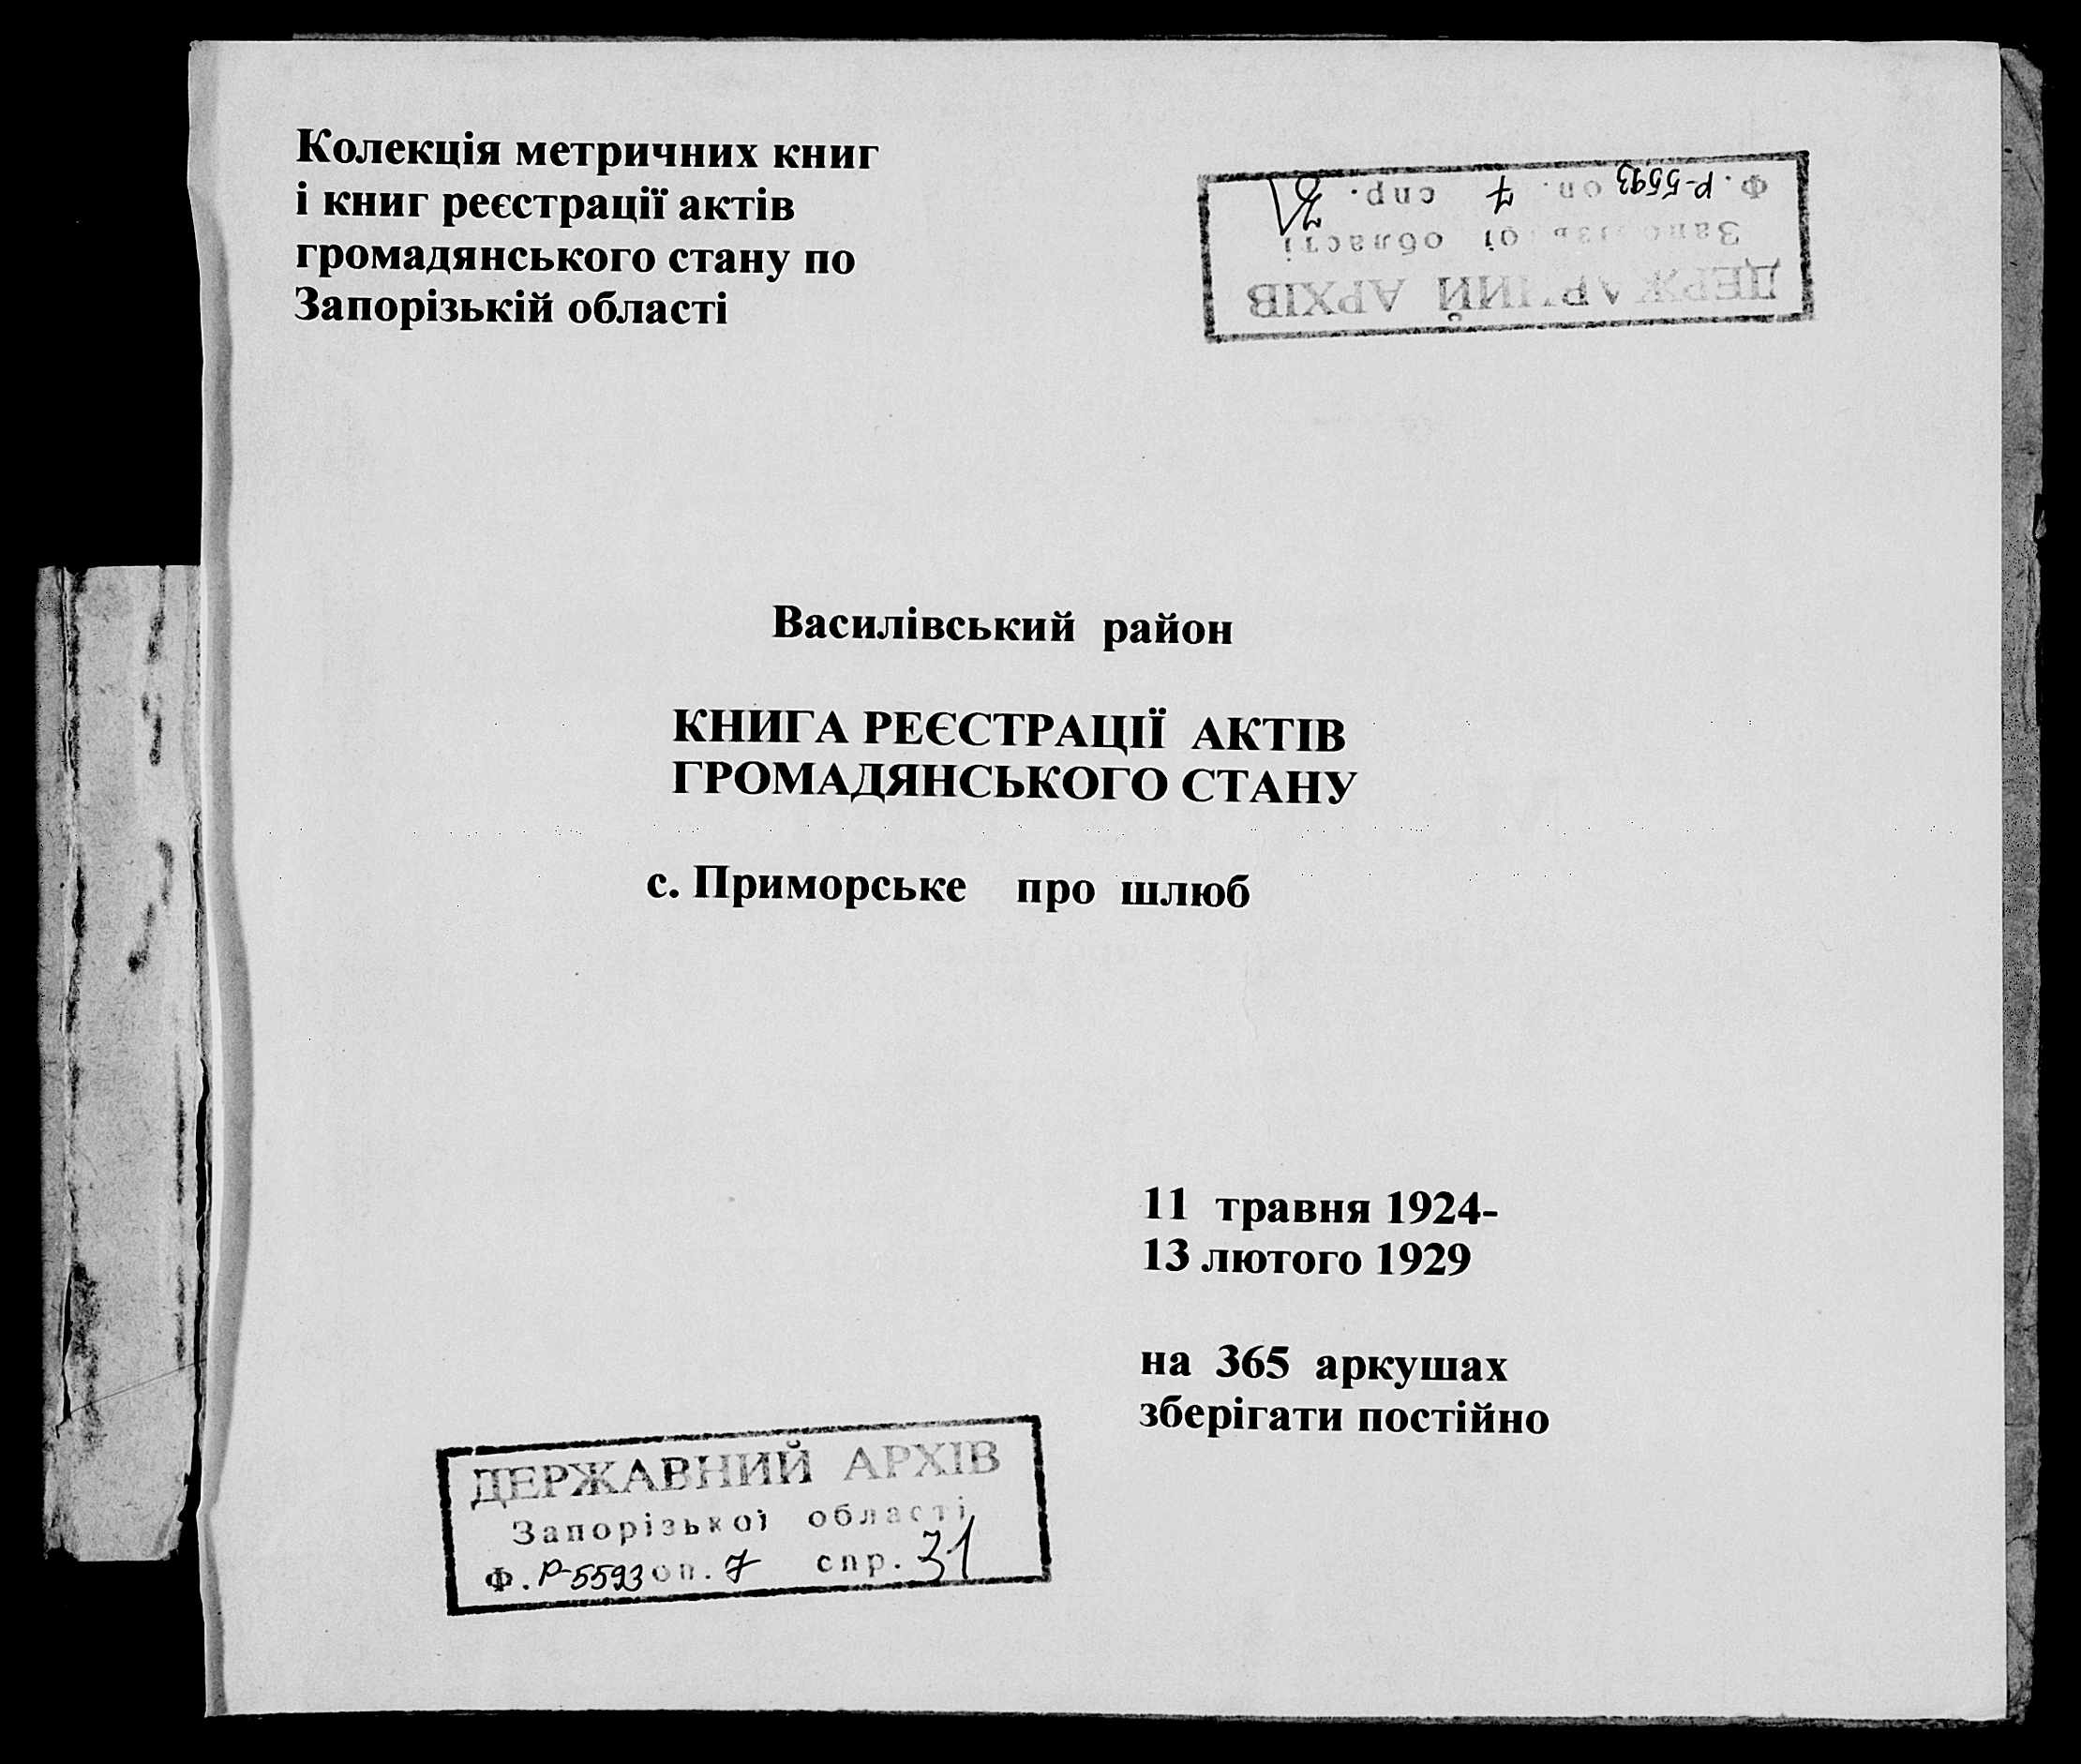 Колекція метричних книг
і книг реєстрації актів
громадянського стану по
Запорізькій області
ДЕРЖАВНИЙ АРХІВ
Запорізької області
Ф. Р-5593 оп. 7 спр. 31
Василівський район
КНИГА РЕЄСТРАЦІЇ АКТІВ
ГРОМАДЯНСЬКОГО СТАНУ
с. Приморське про шлюб
11 травня 1924-
13 лютого 1929
на 365 аркушах
зберігати постійно
ДЕРЖАВНИЙ АРХІВ
Запорізької області
Ф. Р-5593 оп. 7 спр. 31